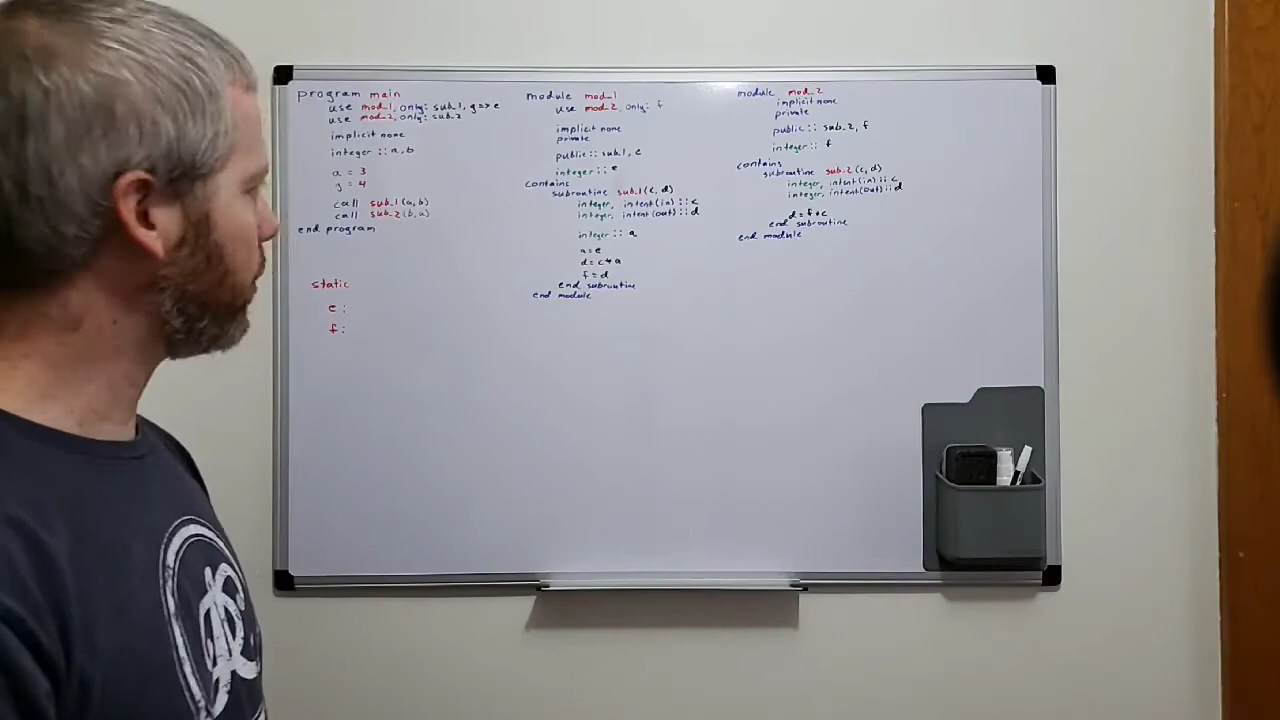 program main
use mod_1, only: sub_1, g => e
use mod_2, only: sub_2
implicit none
integer :: a, b
a = 3
g = 4
call sub_1(a, b)
call sub_2(b, a)
end program
static
e:
f:
module mod_1
use mod_2, only: f
implicit none
private
public :: sub_1, e
integer :: e
contains
subroutine sub_1(c, d)
integer, intent(in) :: c
integer, intent(out) :: d
integer :: a
a = e
d = c * a
f = d
end subroutine
end module
module mod_2
implicit none
private
public :: sub_2, f
integer :: f
contains
subroutine sub_2(c, d)
integer, intent(in) :: c
integer, intent(out) :: d
d = f + c
end subroutine
end module